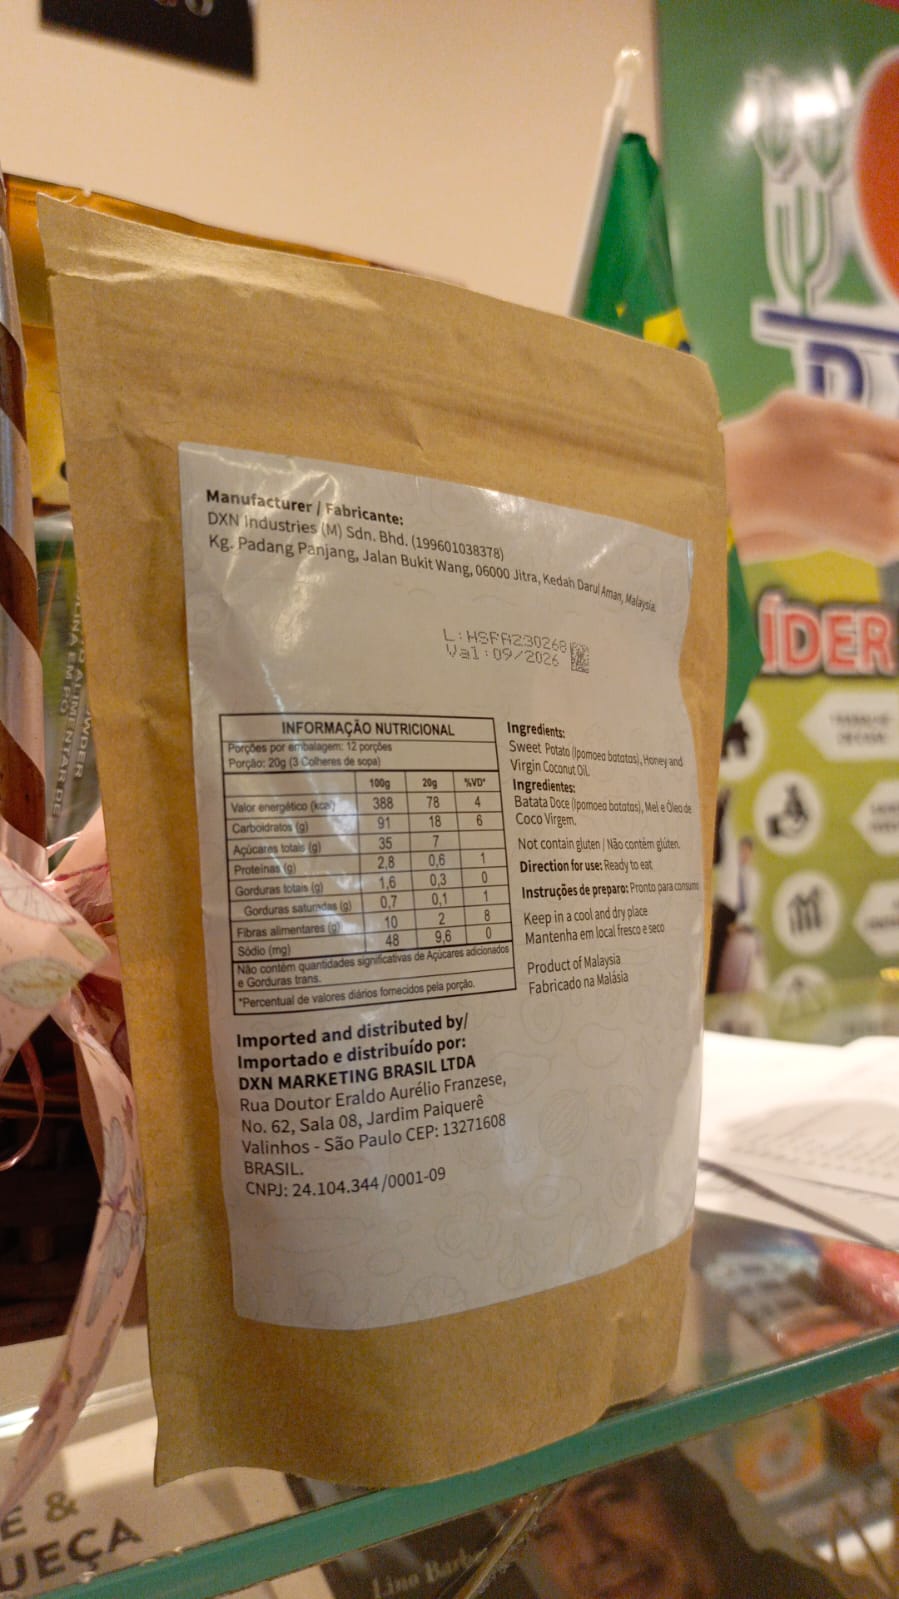 Manufacturer / Fabricante:
DXN Industries (M) Sdn. Bhd. (199601038378)
Kg. Padang Panjang, Jalan Bukit Wang, 06000 Jitra, Kedah Darul Aman, Malaysia.
L:HSPA230268
Val:09/2026
INFORMAÇÃO NUTRICIONAL
Porções por embalagem: 12 porções
Porção: 20g (3 Colheres de sopa)
100g 20g %VD*
Valor energético (kcal) 388 78 4
Carboidratos (g) 91 18 6
Açúcares totais (g) 35 7
Proteínas (g) 2,8 0,6 1
Gorduras totais (g) 1,6 0,3 0
Gorduras saturadas (g) 0,7 0,1 1
Fibras alimentares (g) 10 2 8
Sódio (mg) 48 9,6 0
Não contém quantidades significativas de Açúcares adicionados
e Gorduras trans.
*Percentual de valores diários fornecidos pela porção.
Ingredients:
Sweet Potato (Ipomoea batatas), Honey and
Virgin Coconut Oil.
Ingredientes:
Batata Doce (Ipomoea batatas), Mel e Óleo de
Coco Virgem.
Not contain gluten | Não contém glúten.
Direction for use: Ready to eat
Instruções de preparo: Pronto para consumo
Keep in a cool and dry place
Mantenha em local fresco e seco
Product of Malaysia
Fabricado na Malásia
Imported and distributed by/
Importado e distribuído por:
DXN MARKETING BRASIL LTDA
Rua Doutor Eraldo Aurélio Franzese,
No. 62, Sala 08, Jardim Paiquerê
Valinhos - São Paulo CEP: 13271608
BRASIL.
CNPJ: 24.104.344/0001-09
ÍDER
E &
UEÇA
Lino